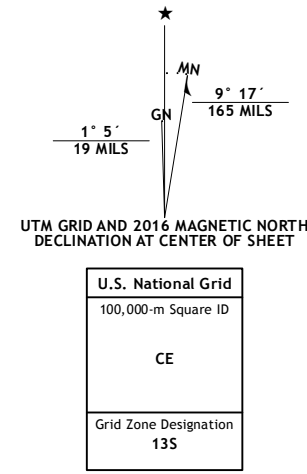 ★
MN
GN
1° 5´
19 MILS
9° 17´
165 MILS
UTM GRID AND 2016 MAGNETIC NORTH
DECLINATION AT CENTER OF SHEET
U.S. National Grid
100,000-m Square ID
CE
Grid Zone Designation
13S